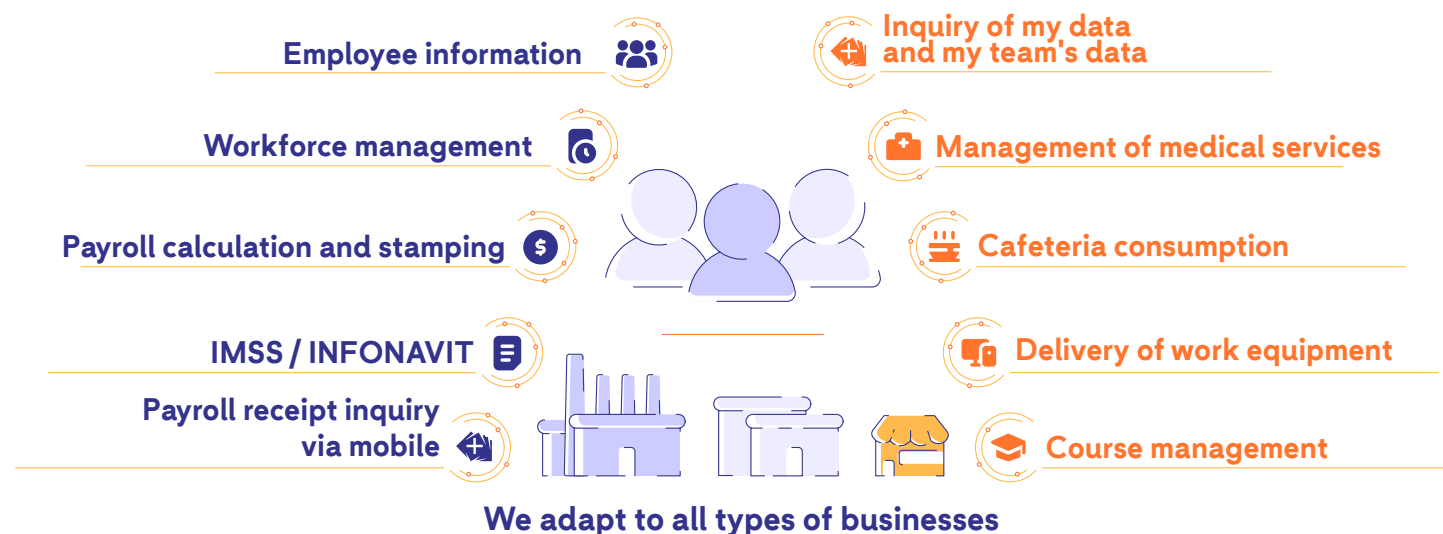 Employee information
Workforce management
Payroll calculation and stamping
IMSS / INFONAVIT
Payroll receipt inquiry
via mobile
Inquiry of my data
and my team's data
Management of medical services
Cafeteria consumption
Delivery of work equipment
Course management
We adapt to all types of businesses